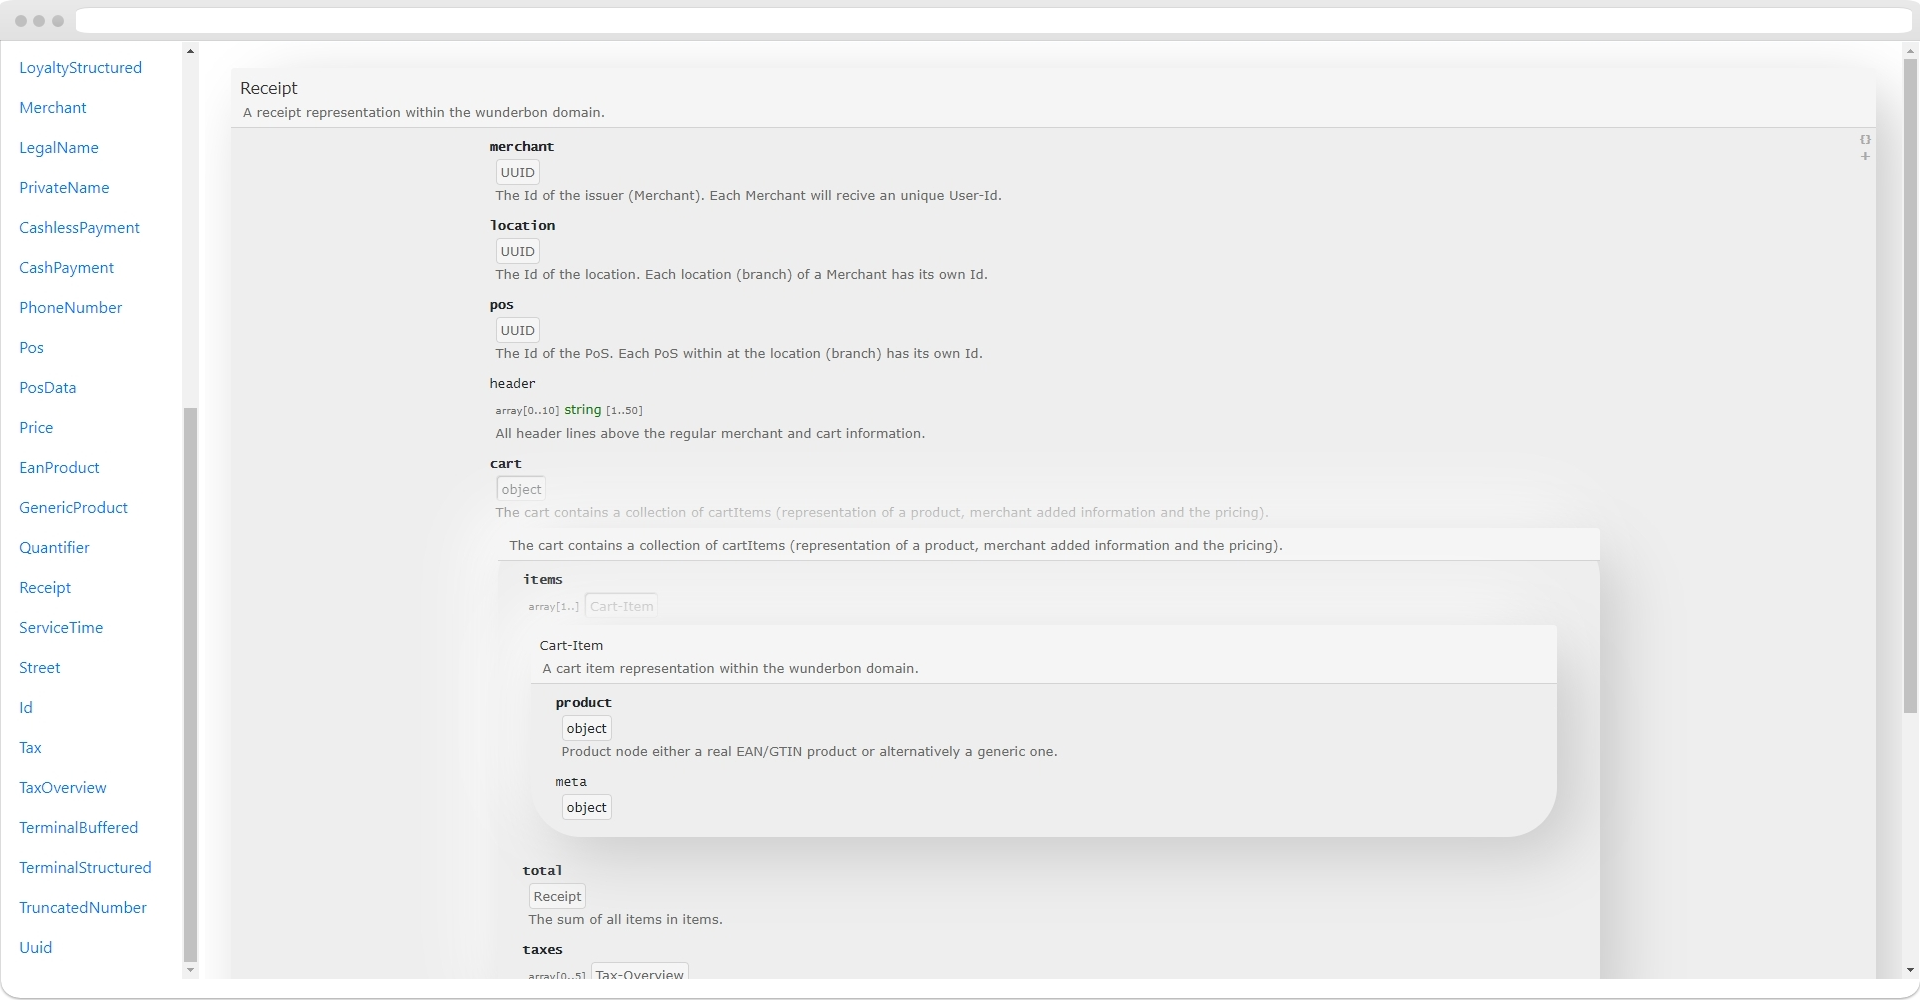 LoyaltyStructured
Merchant
LegalName
PrivateName
CashlessPayment
CashPayment
PhoneNumber
Pos
PosData
Price
EanProduct
GenericProduct
Quantifier
Receipt
ServiceTime
Street
Id
Tax
TaxOverview
TerminalBuffered
TerminalStructured
TruncatedNumber
Uuid
Receipt
A receipt representation within the wunderbon domain.
{}
+
merchant
UUID
The Id of the issuer (Merchant). Each Merchant will recive an unique User-Id.
location
UUID
The Id of the location. Each location (branch) of a Merchant has its own Id.
pos
UUID
The Id of the PoS. Each PoS within at the location (branch) has its own Id.
header
array[0..10] string [1..50]
All header lines above the regular merchant and cart information.
cart
object
The cart contains a collection of cartItems (representation of a product, merchant added information and the pricing).
The cart contains a collection of cartItems (representation of a product, merchant added information and the pricing).
items
array[1..] Cart-Item
Cart-Item
A cart item representation within the wunderbon domain.
product
object
Product node either a real EAN/GTIN product or alternatively a generic one.
meta
object
total
Receipt
The sum of all items in items.
taxes
array[0..5] Tax-Overview